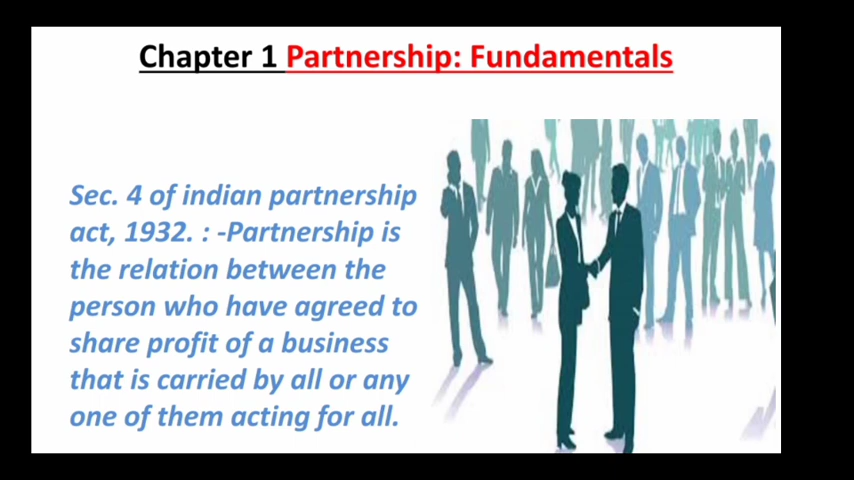 Chapter 1 Partnership: Fundamentals
Sec. 4 of indian partnership
act, 1932. : -Partnership is
the relation between the
person who have agreed to
share profit of a business
that is carried by all or any
one of them acting for all.